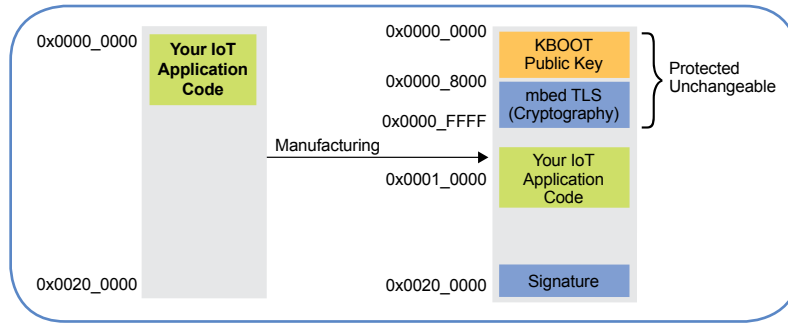 0x0000_0000
Your IoT
Application
Code
0x0020_0000
Manufacturing
0x0000_0000
0x0000_8000
0x0000_FFFF
0x0001_0000
0x0020_0000
KBOOT
Public Key
mbed TLS
(Cryptography)
Your IoT
Application
Code
Signature
Protected
Unchangeable